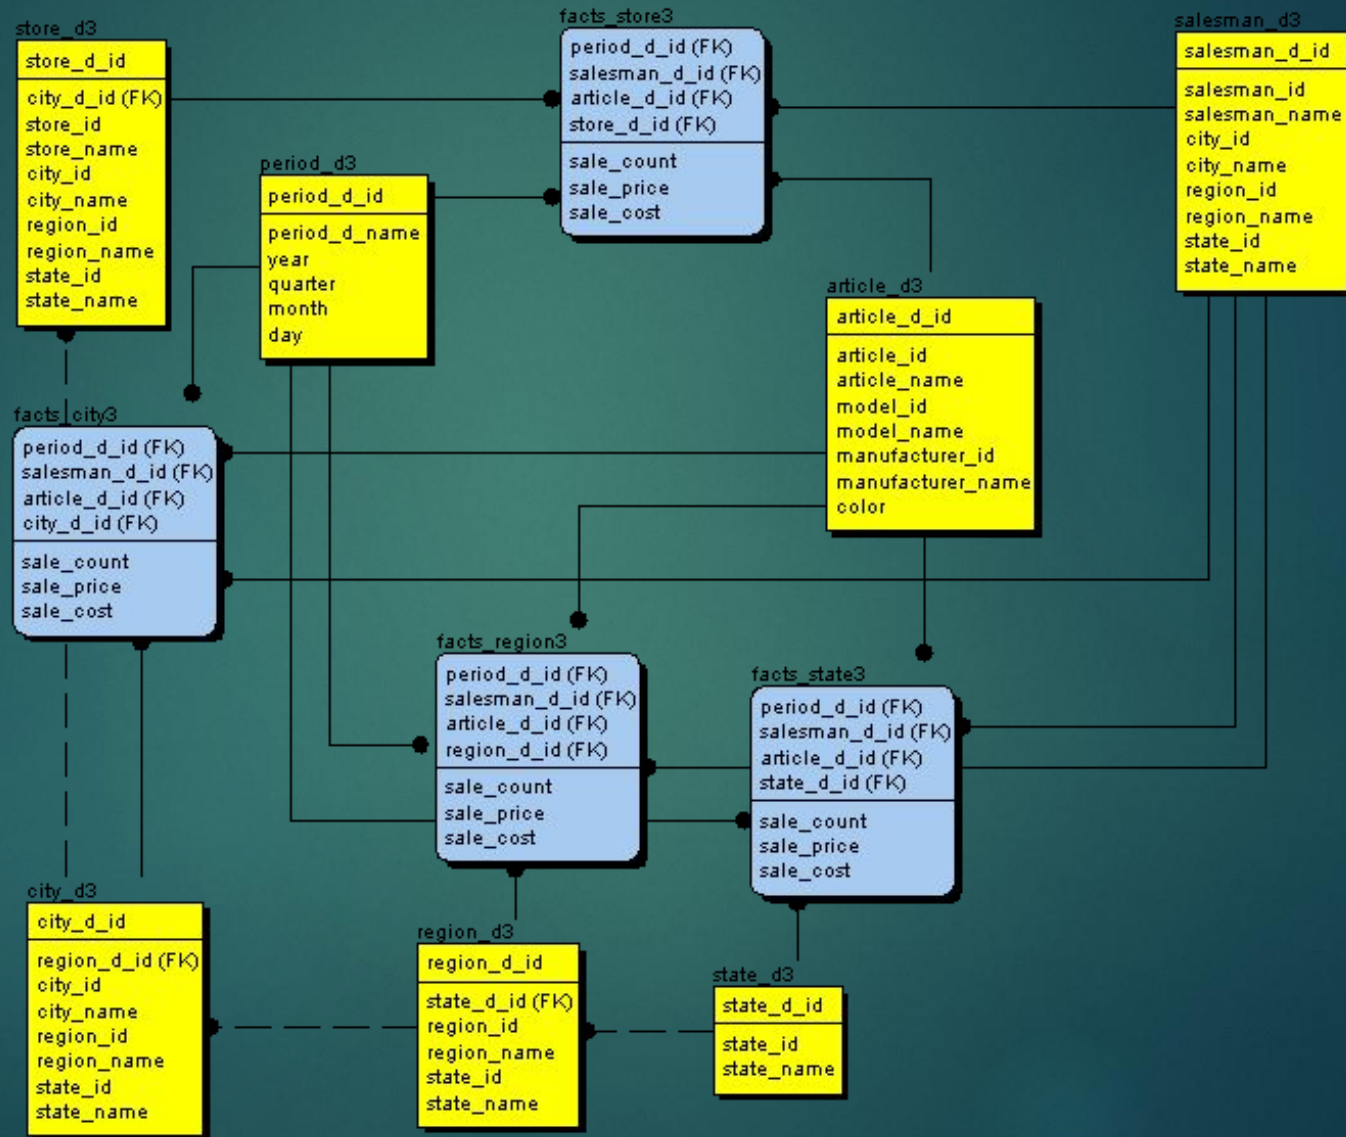 store_d3
store_d_id
city_d_id (FK)
store_id
store_name
city_id
city_name
region_id
region_name
state_id
state_name
facts_store3
period_d_id (FK)
salesman_d_id (FK)
article_d_id (FK)
store_d_id (FK)
sale_count
sale_price
sale_cost
salesman_d3
salesman_d_id
salesman_id
salesman_name
city_id
city_name
region_id
region_name
state_id
state_name
period_d3
period_d_id
period_d_name
year
quarter
month
day
article_d3
article_d_id
article_id
article_name
model_id
model_name
manufacturer_id
manufacturer_name
color
facts_city3
period_d_id (FK)
salesman_d_id (FK)
article_d_id (FK)
city_d_id (FK)
sale_count
sale_price
sale_cost
facts_region3
period_d_id (FK)
salesman_d_id (FK)
article_d_id (FK)
region_d_id (FK)
sale_count
sale_price
sale_cost
facts_state3
period_d_id (FK)
salesman_d_id (FK)
article_d_id (FK)
state_d_id (FK)
sale_count
sale_price
sale_cost
city_d3
city_d_id
region_d_id (FK)
city_id
city_name
region_id
region_name
state_id
state_name
region_d3
region_d_id
state_d_id (FK)
region_id
region_name
state_id
state_name
state_d3
state_d_id
state_id
state_name